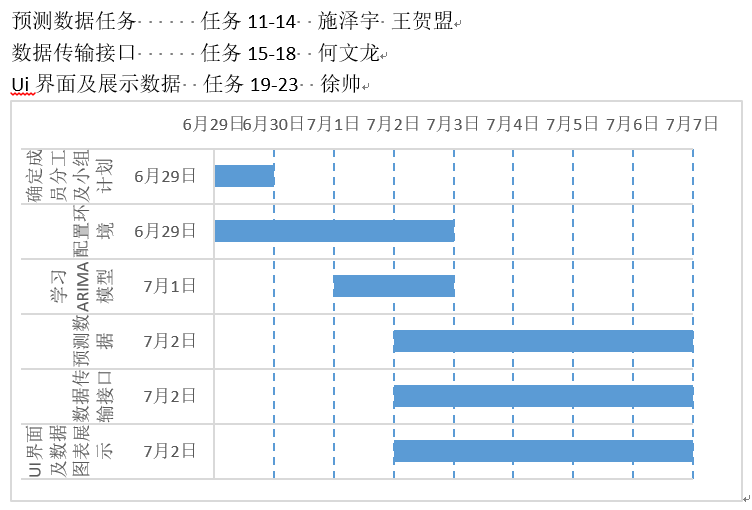 预测数据任务 任务 11-14 施泽宇 王贺盟
数据传输接口 任务 15-18 何文龙
Ui 界面及展示数据 任务 19-23 徐帅
6月29日 6月30日 7月1日 7月2日 7月3日 7月4日 7月5日 7月6日 7月7日
确定成
员分工
及小组
计划
6月29日
配置环
境
6月29日
学习
ARIMA
模型
7月1日
预测数
据
7月2日
数据传
输接口
7月2日
UI界面
及数据
图表展
示
7月2日